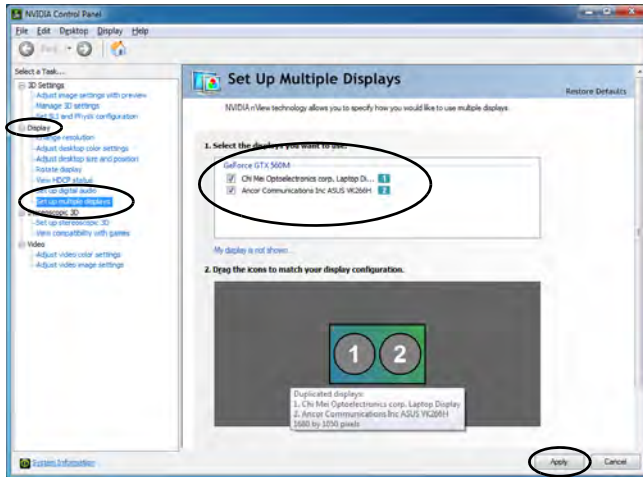 NVIDIA Control Panel
File Edit Desktop Display Help
Back
Select a Task...
3D Settings
Adjust image settings with preview
Manage 3D settings
Set SLI and PhysX configuration
Display
Change resolution
Adjust desktop color settings
Adjust desktop size and position
Rotate display
View HDCP status
Set up digital audio
Set up multiple displays
Stereoscopic 3D
Set up stereoscopic 3D
View compatibility with games
Video
Adjust video color settings
Adjust video image settings
System Information
Set Up Multiple Displays
Restore Defaults
NVIDIA nView technology allows you to specify how you would like to use multiple displays.
1. Select the displays you want to use.
GeForce GTX 560M
Chi Mei Optoelectronics corp. Laptop Di... 1
Ancor Communications Inc ASUS VK266H 2
My display is not shown...
2. Drag the icons to match your display configuration.
1 2
Duplicated displays:
1. Chi Mei Optoelectronics corp. Laptop Display
2. Ancor Communications Inc ASUS VK266H
1680 by 1050 pixels
Apply Cancel